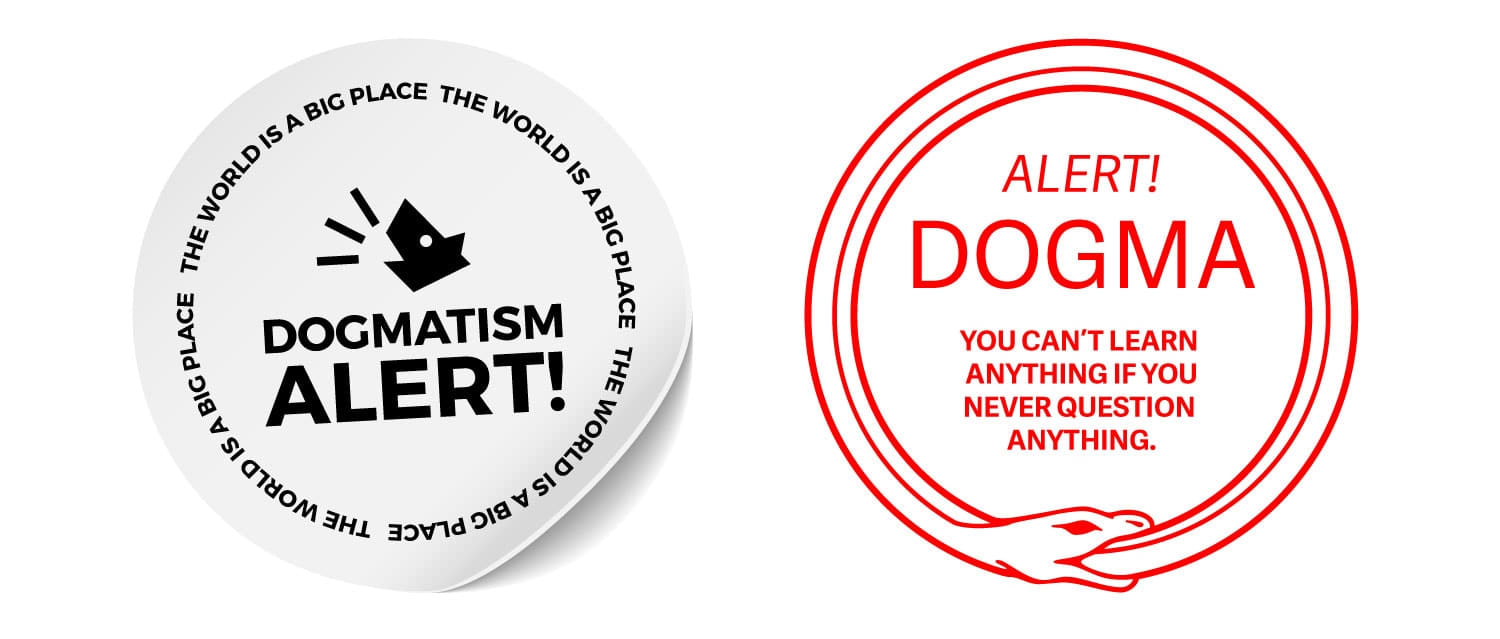 THE WORLD IS A BIG PLACE THE WORLD IS A BIG PLACE THE WORLD IS A BIG PLACE THE WORLD IS A BIG PLACE
DOGMATISM
ALERT!
ALERT!
DOGMA
YOU CAN'T LEARN
ANYTHING IF YOU
NEVER QUESTION
ANYTHING.